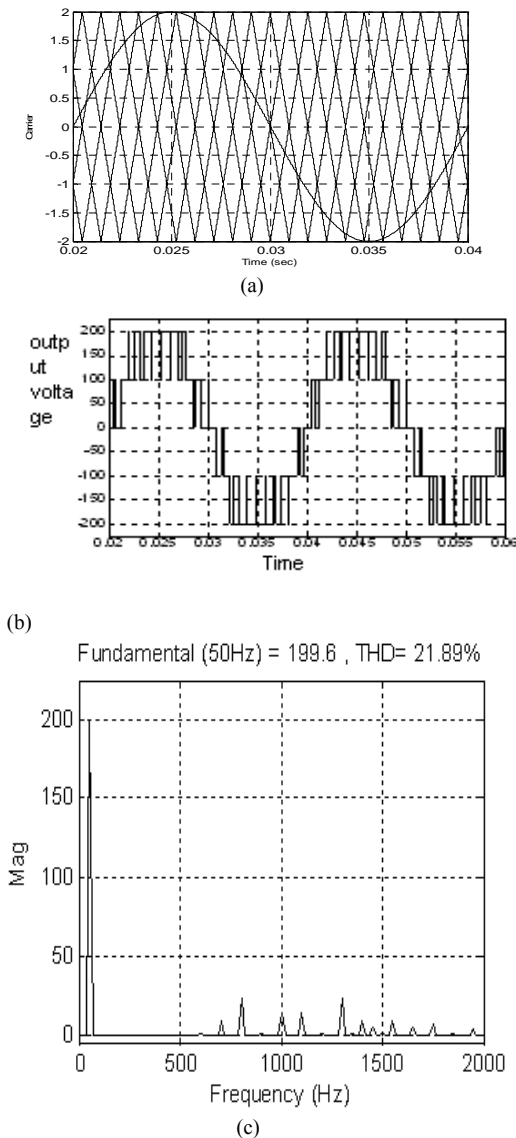 2
1.5
1
0.5
0
-0.5
-1
-1.5
-2
Carrier
0.02 0.025 0.03 0.035 0.04
Time (sec)
(a)
outp
ut
volta
ge
200
150
100
50
0
-50
-100
-150
-200
0.02 0.025 0.03 0.035 0.04 0.045 0.05 0.055 0.06
Time
(b)
Fundamental (50Hz) = 199.6 , THD= 21.89%
200
150
100
50
0
Mag
0 500 1000 1500 2000
Frequency (Hz)
(c)